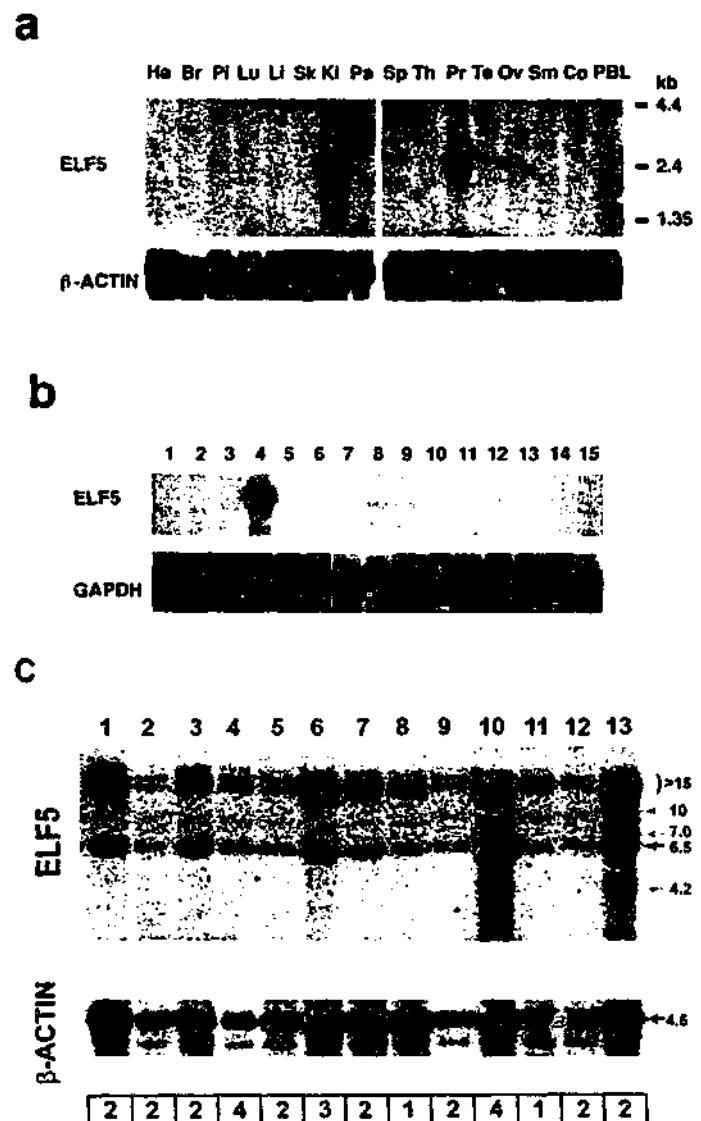 a
He Br Pl Lu Li Sk Ki Pa Sp Th Pr Te Ov Sm Co PBL
kb
4.4
ELF5
2.4
1.35
β-ACTIN
b
1 2 3 4 5 6 7 8 9 10 11 12 13 14 15
ELF5
GAPDH
c
1 2 3 4 5 6 7 8 9 10 11 12 13
>15
10
7.0
6.5
ELF5
4.2
β-ACTIN
2 2 2 4 2 3 2 1 2 4 1 2 2